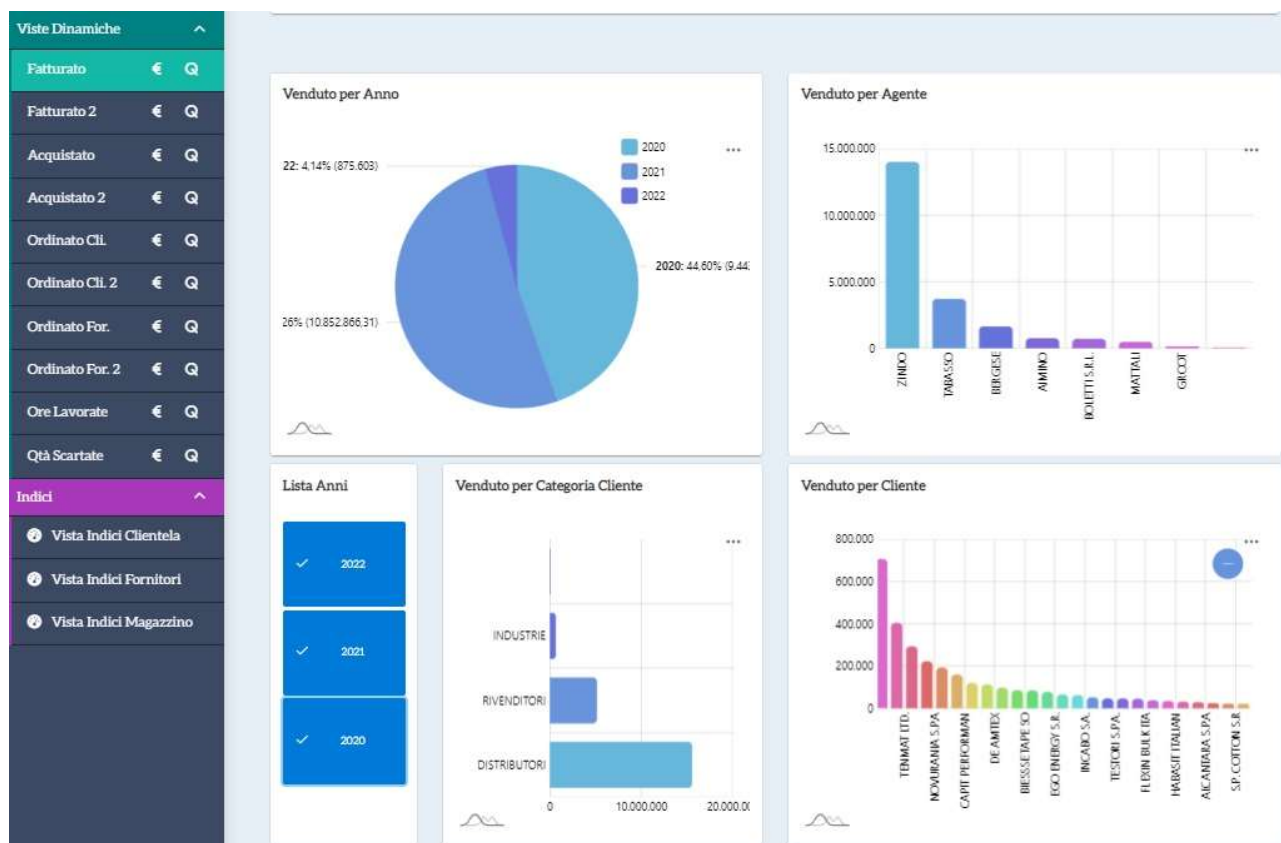 Viste Dinamiche
Fatturato € Q
Fatturato 2 € Q
Acquistato € Q
Acquistato 2 € Q
Ordinato Cli. € Q
Ordinato Cli. 2 € Q
Ordinato For. € Q
Ordinato For. 2 € Q
Ore Lavorate € Q
Qtà Scartate € Q
Indici
Vista Indici Clientela
Vista Indici Fornitori
Vista Indici Magazzino
Venduto per Anno
22: 4,14% (875.603)
2020
2021
2022
2020: 44,60% (9.44
26% (10.852.866,31)
Venduto per Agente
15.000.000
10.000.000
5.000.000
0
ZINDO
TABASSO
BERGESE
AIMINO
BOLETTI S.R.L.
MATTALI
GRCOT
Lista Anni
2022
2021
2020
Venduto per Categoria Cliente
INDUSTRIE
RIVENDITORI
DISTRIBUTORI
0
10.000.000
20.000.0
Venduto per Cliente
800.000
600.000
400.000
200.000
0
TENMAT LTD.
NOVURANIA S.P.A
CAPIT PERFORMAN
DE AMTEX
BIESSSE TAPE SO
EGO ENERGY S.R.
INCABO S.A.
TESTORI S.P.A.
FLEXIN BULK ITA
HABASIT ITALIAN
ALCANTARA S.P.A
S.P. COTTON S.R